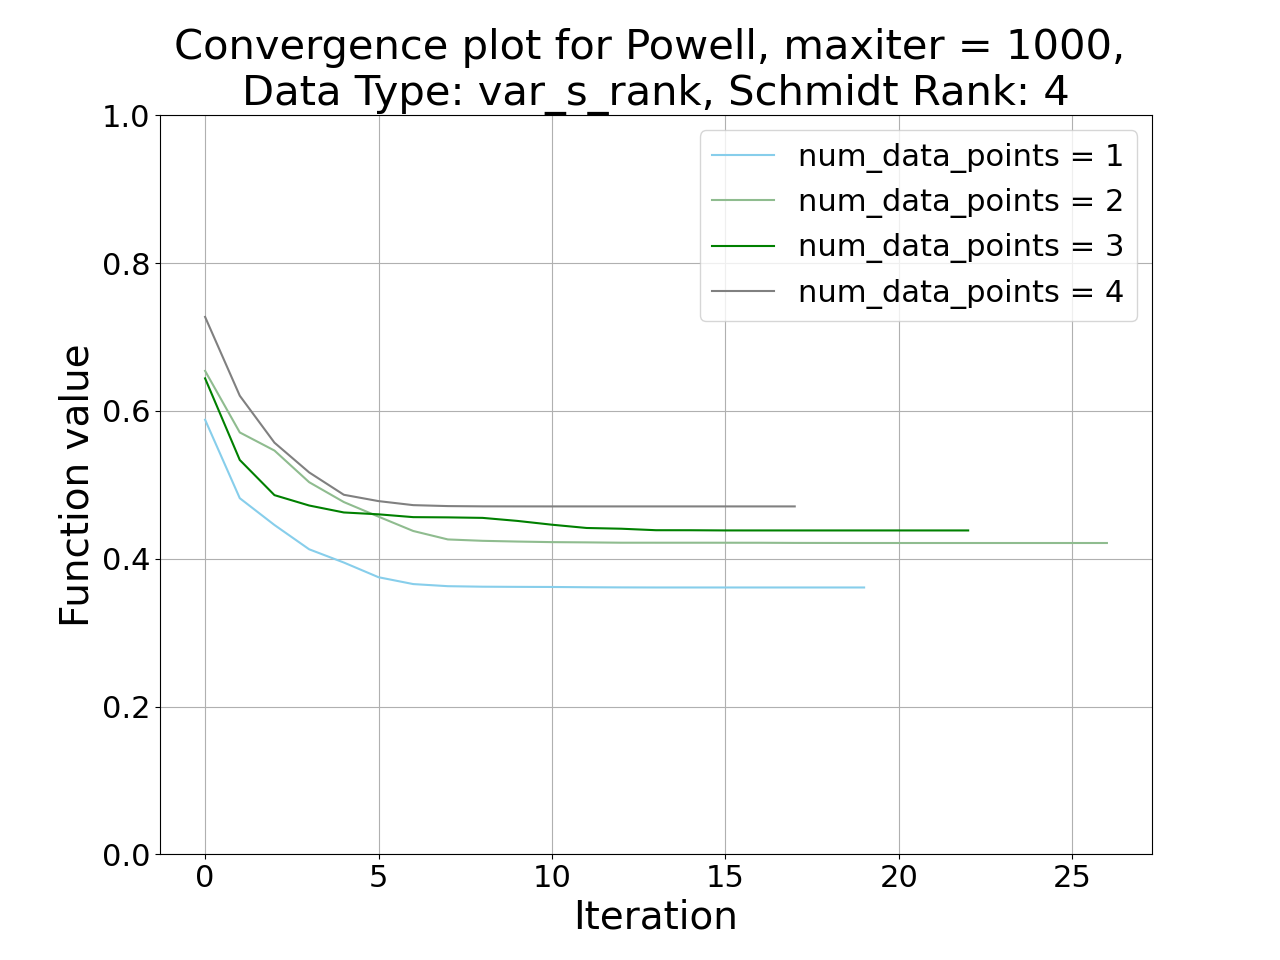 Convergence plot for Powell, maxiter = 1000,
Data Type: var_s_rank, Schmidt Rank: 4
num_data_points = 1
num_data_points = 2
num_data_points = 3
num_data_points = 4
Function value
1.0
0.8
0.6
0.4
0.2
0.0
0 5 10 15 20 25
Iteration